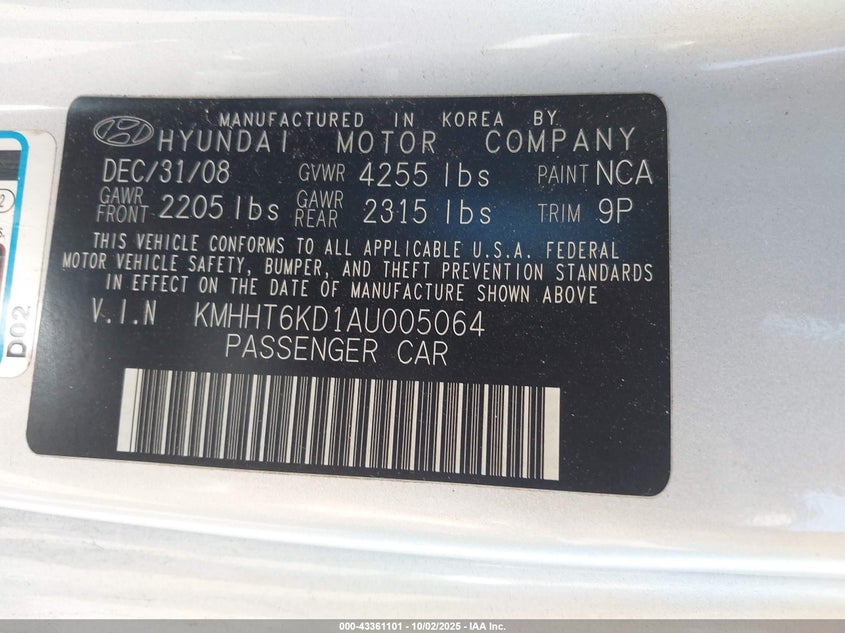 MANUFACTURED IN KOREA BY
HYUNDAI MOTOR COMPANY
DEC/31/08 GVWR 4255 lbs PAINT NCA
GAWR FRONT 2205 lbs GAWR REAR 2315 lbs TRIM 9P
THIS VEHICLE CONFORMS TO ALL APPLICABLE U.S.A. FEDERAL
MOTOR VEHICLE SAFETY, BUMPER, AND THEFT PREVENTION STANDARDS
IN EFFECT ON THE DATE OF MANUFACTURE SHOWN ABOVE
V.I.N KMHHT6KD1AU005064
PASSENGER CAR
D02
000-43361101 - 10/02/2025 - IAA Inc.